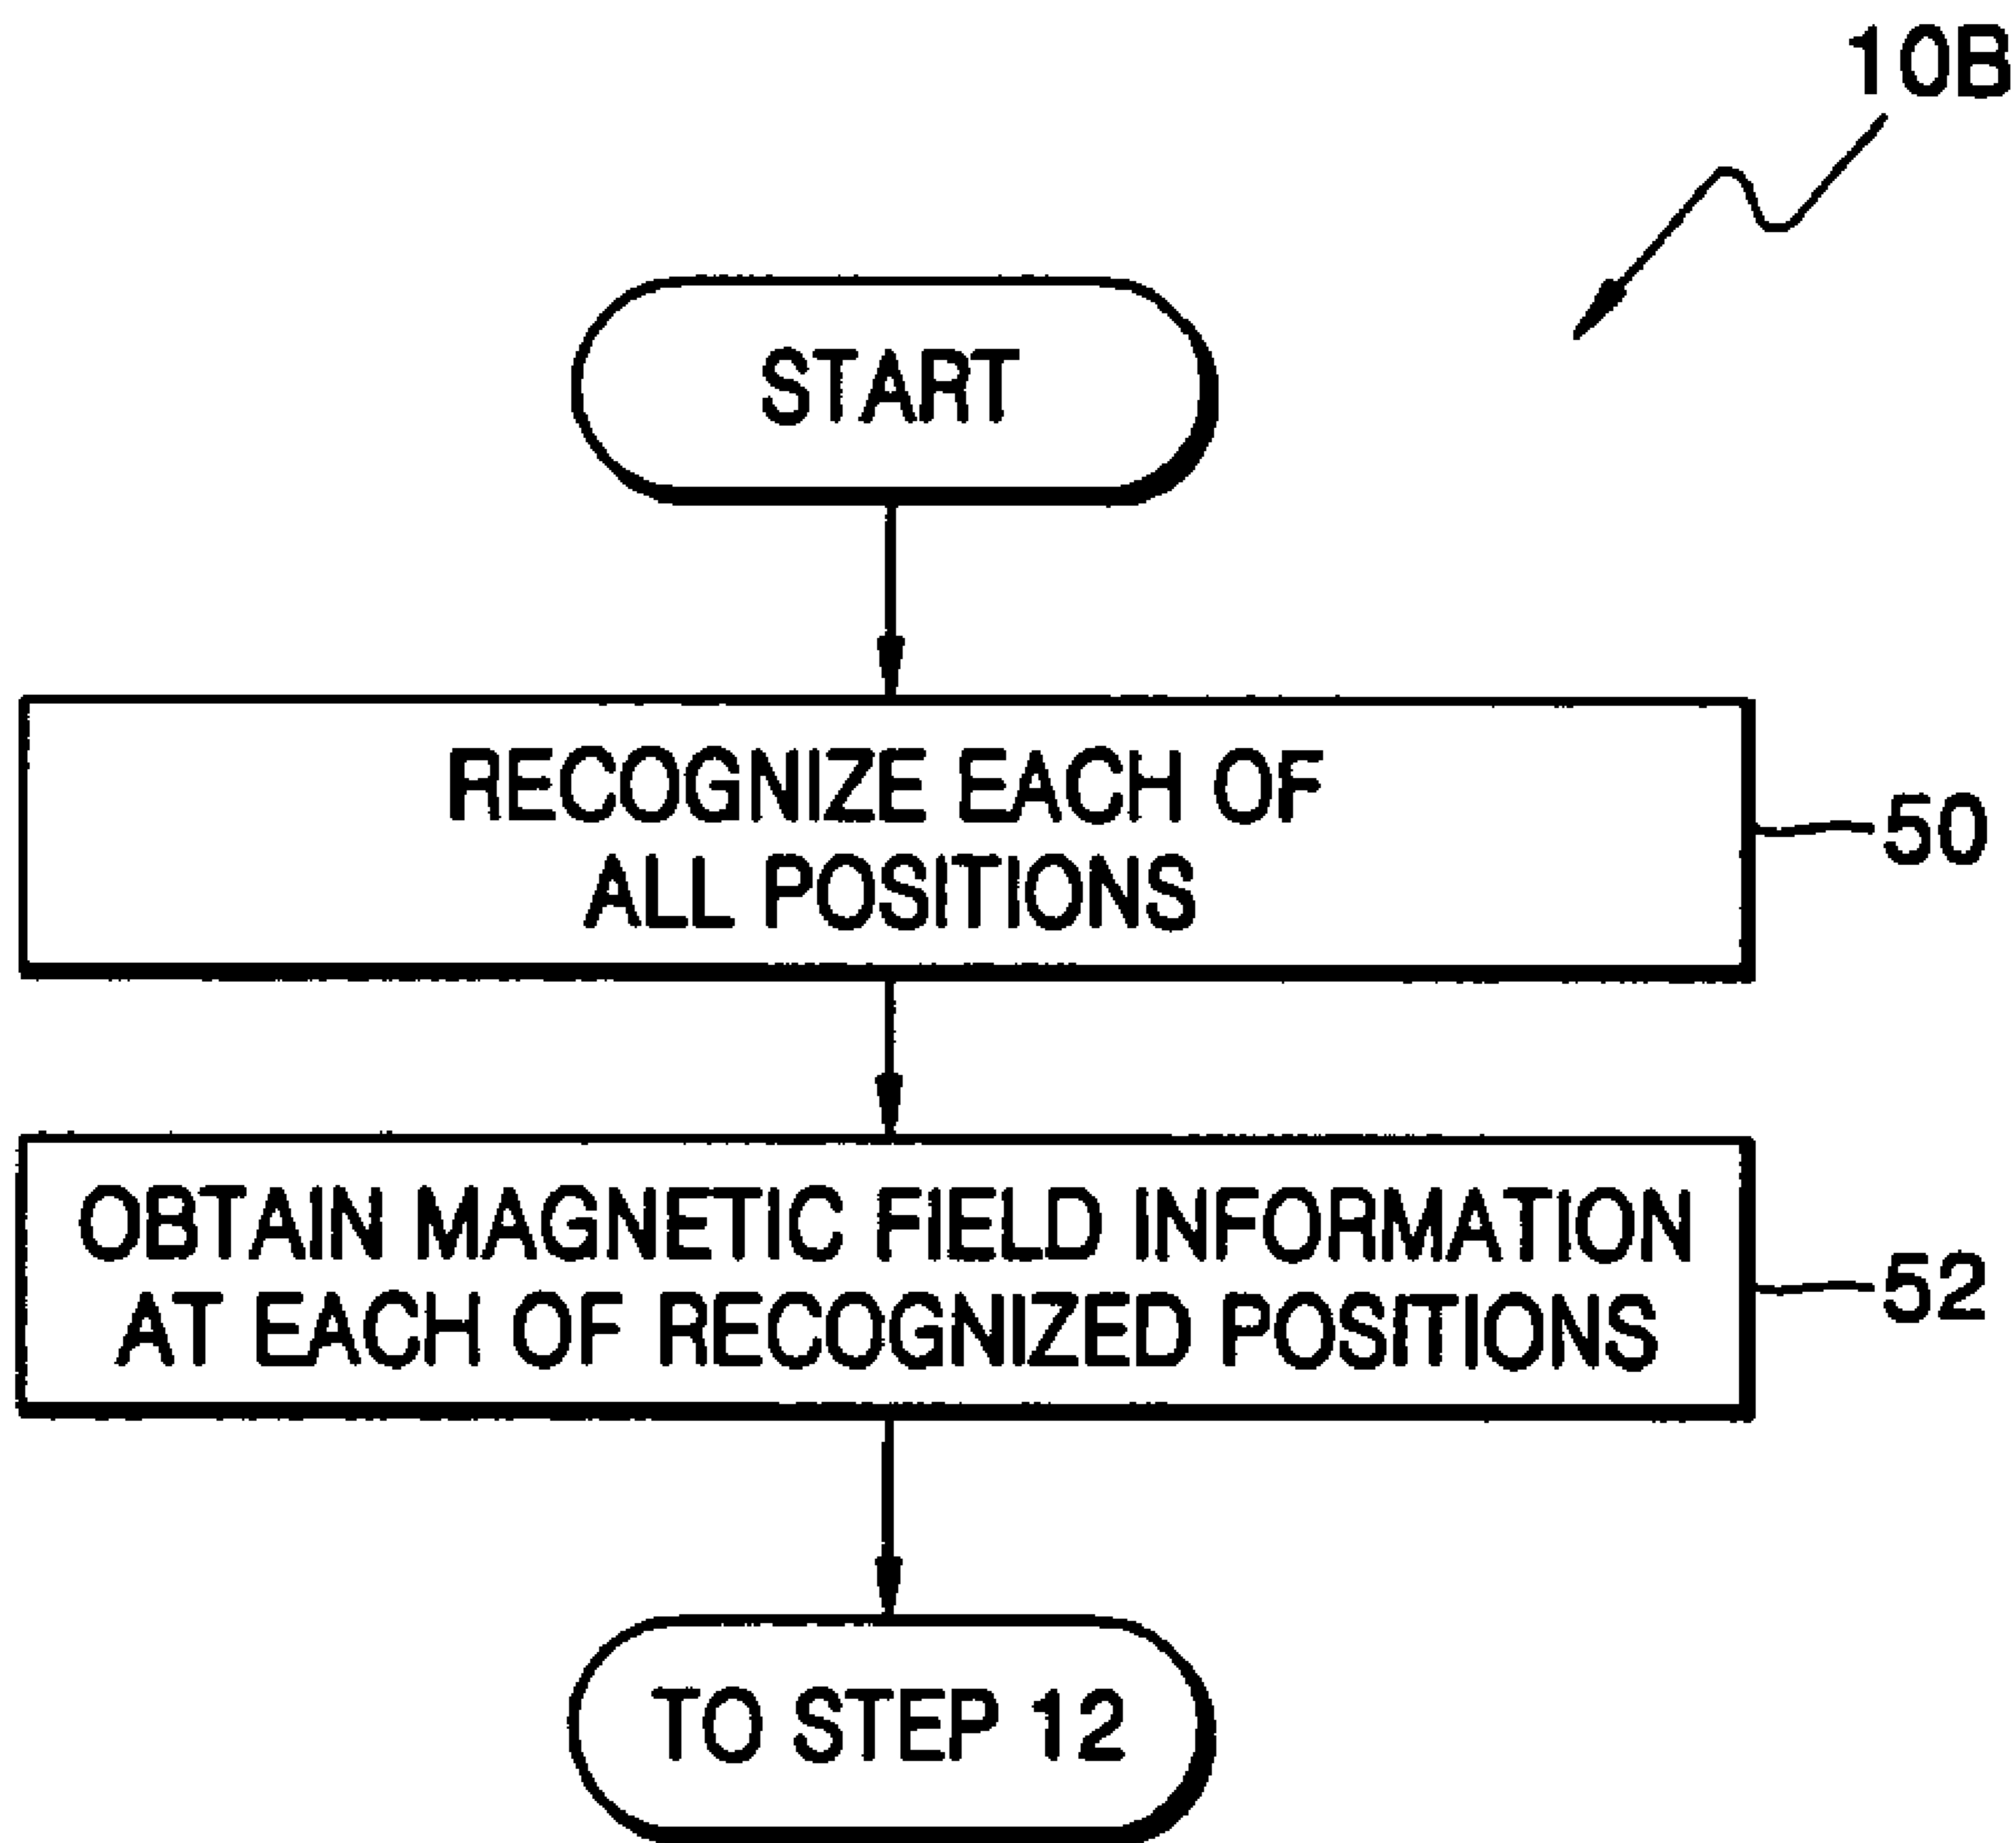 10B
START
RECOGNIZE EACH OF
ALL POSITIONS
50
OBTAIN MAGNETIC FIELD INFORMATION
AT EACH OF RECOGNIZED POSITIONS
52
TO STEP 12